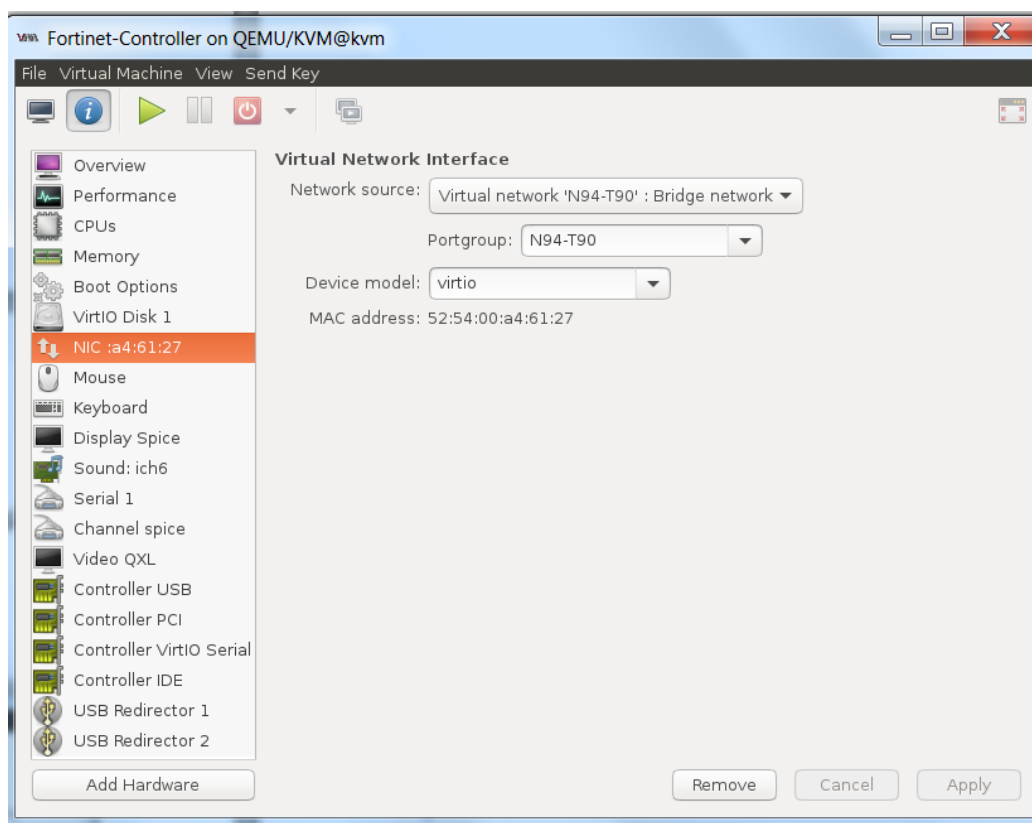 Fortinet-Controller on QEMU/KVM@kvm
File Virtual Machine View Send Key
Overview
Performance
CPUs
Memory
Boot Options
VirtIO Disk 1
NIC :a4:61:27
Mouse
Keyboard
Display Spice
Sound: ich6
Serial 1
Channel spice
Video QXL
Controller USB
Controller PCI
Controller VirtIO Serial
Controller IDE
USB Redirector 1
USB Redirector 2
Add Hardware
Virtual Network Interface
Network source: Virtual network 'N94-T90' : Bridge network
Portgroup: N94-T90
Device model: virtio
MAC address: 52:54:00:a4:61:27
Remove Cancel Apply